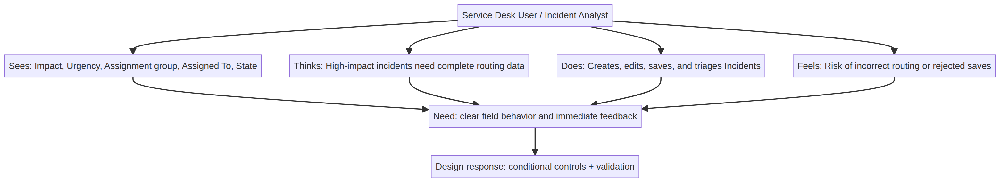 Service Desk User / Incident Analyst
Sees: Impact, Urgency, Assignment group, Assigned To, State
Thinks: High-impact incidents need complete routing data
Does: Creates, edits, saves, and triages Incidents
Feels: Risk of incorrect routing or rejected saves
Need: clear field behavior and immediate feedback
Design response: conditional controls + validation